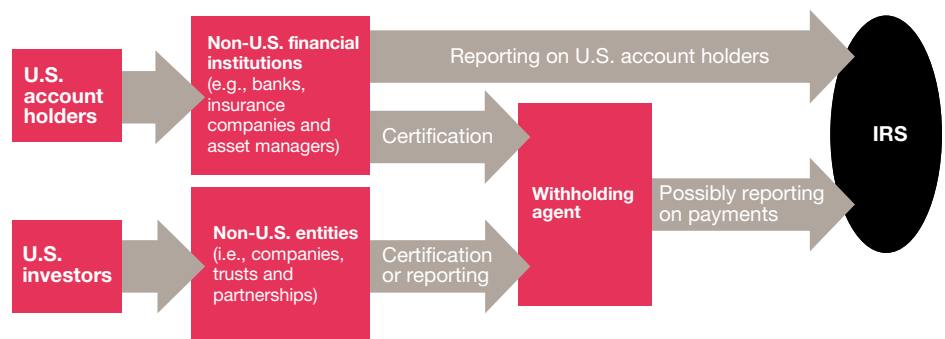 U.S.
account
holders
Non-U.S. financial
institutions
(e.g., banks,
insurance
companies and
asset managers)
Reporting on U.S. account holders
Certification
IRS
Withholding
agent
Possibly reporting
on payments
U.S.
investors
Non-U.S. entities
(i.e., companies,
trusts and
partnerships)
Certification
or reporting